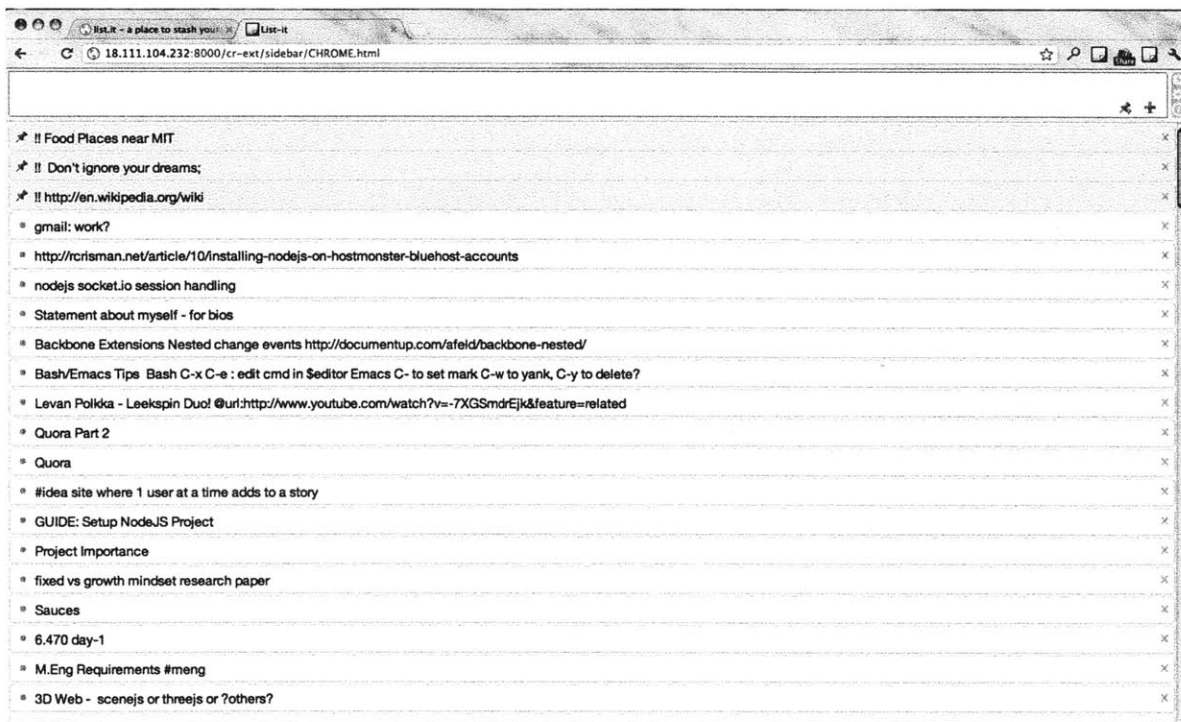 list.it - a place to stash your
List-it
18.111.104.232:8000/cr-ext/sidebar/CHROME.html
!! Food Places near MIT
!! Don't ignore your dreams;
!! http://en.wikipedia.org/wiki
gmail: work?
http://rcrisman.net/article/10/installing-nodejs-on-hostmonster-bluehost-accounts
nodejs socket.io session handling
Statement about myself - for bios
Backbone Extensions Nested change events http://documentup.com/afeld/backbone-nested/
Bash/Emacs Tips Bash C-x C-e : edit cmd in $editor Emacs C- to set mark C-w to yank, C-y to delete?
Levan Polkka - Leekspin Duo! @url:http://www.youtube.com/watch?v=-7XGSmdrEjk&feature=related
Quora Part 2
Quora
#idea site where 1 user at a time adds to a story
GUIDE: Setup NodeJS Project
Project Importance
fixed vs growth mindset research paper
Sauces
6.470 day-1
M.Eng Requirements #meng
3D Web - scenejs or threejs or ?others?